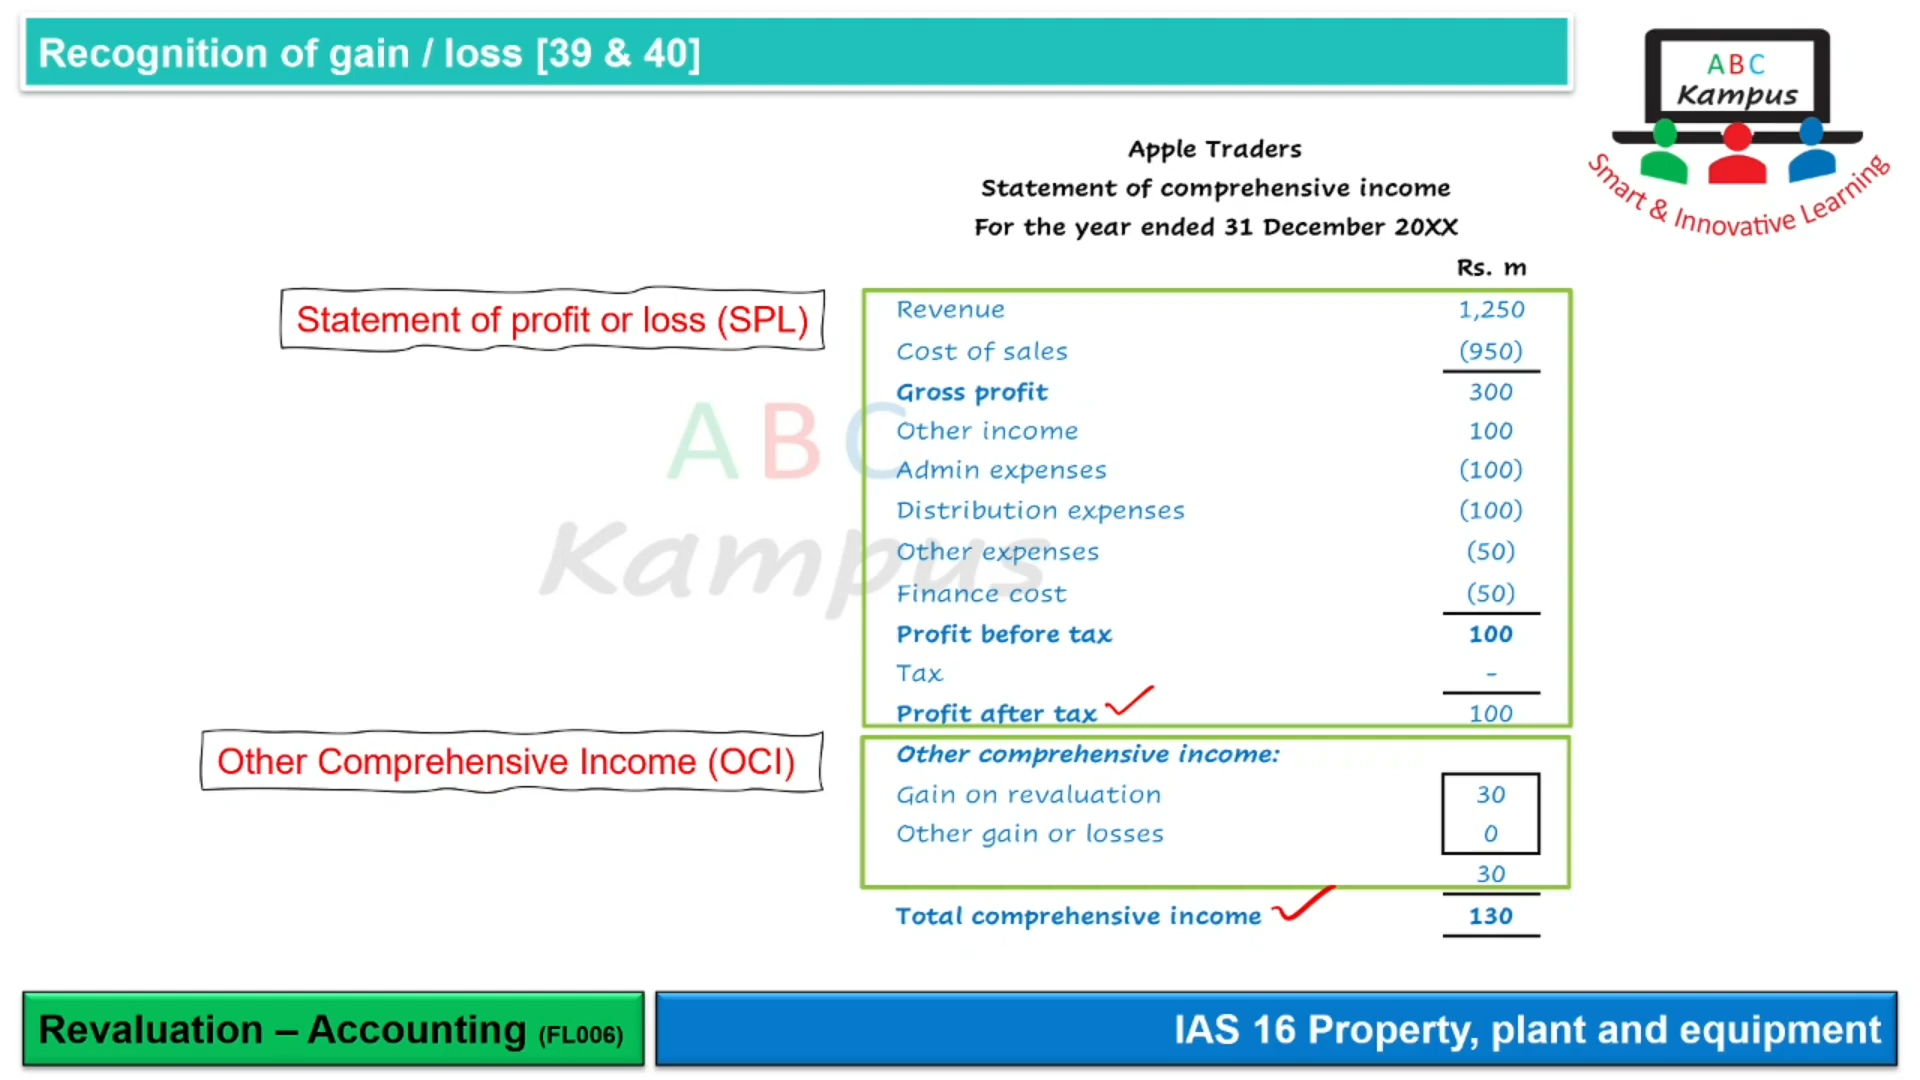 Recognition of gain / loss [39 & 40]
ABC
Kampus
Smart & Innovative Learning
Apple Traders
Statement of comprehensive income
For the year ended 31 December 20XX
Rs. m
Statement of profit or loss (SPL)
Revenue 1,250
Cost of sales (950)
Gross profit 300
Other income 100
Admin expenses (100)
Distribution expenses (100)
Other expenses (50)
Finance cost (50)
Profit before tax 100
Tax -
Profit after tax 100
ABC
Kampus
Other Comprehensive Income (OCI)
Other comprehensive income:
Gain on revaluation 30
Other gain or losses 0
30
Total comprehensive income 130
Revaluation – Accounting (FL006)
IAS 16 Property, plant and equipment